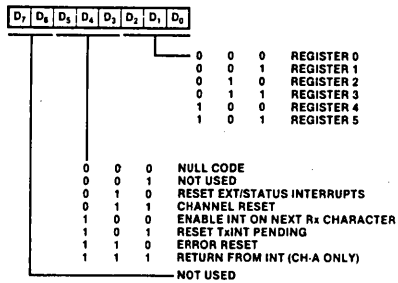 D7 D6 D5 D4 D3 D2 D1 D0
0 0 0 REGISTER 0
0 0 1 REGISTER 1
0 1 0 REGISTER 2
0 1 1 REGISTER 3
1 0 0 REGISTER 4
1 0 1 REGISTER 5
0 0 0 NULL CODE
0 0 1 NOT USED
0 1 0 RESET EXT/STATUS INTERRUPTS
0 1 1 CHANNEL RESET
1 0 0 ENABLE INT ON NEXT Rx CHARACTER
1 0 1 RESET TxINT PENDING
1 1 0 ERROR RESET
1 1 1 RETURN FROM INT (CH-A ONLY)
NOT USED